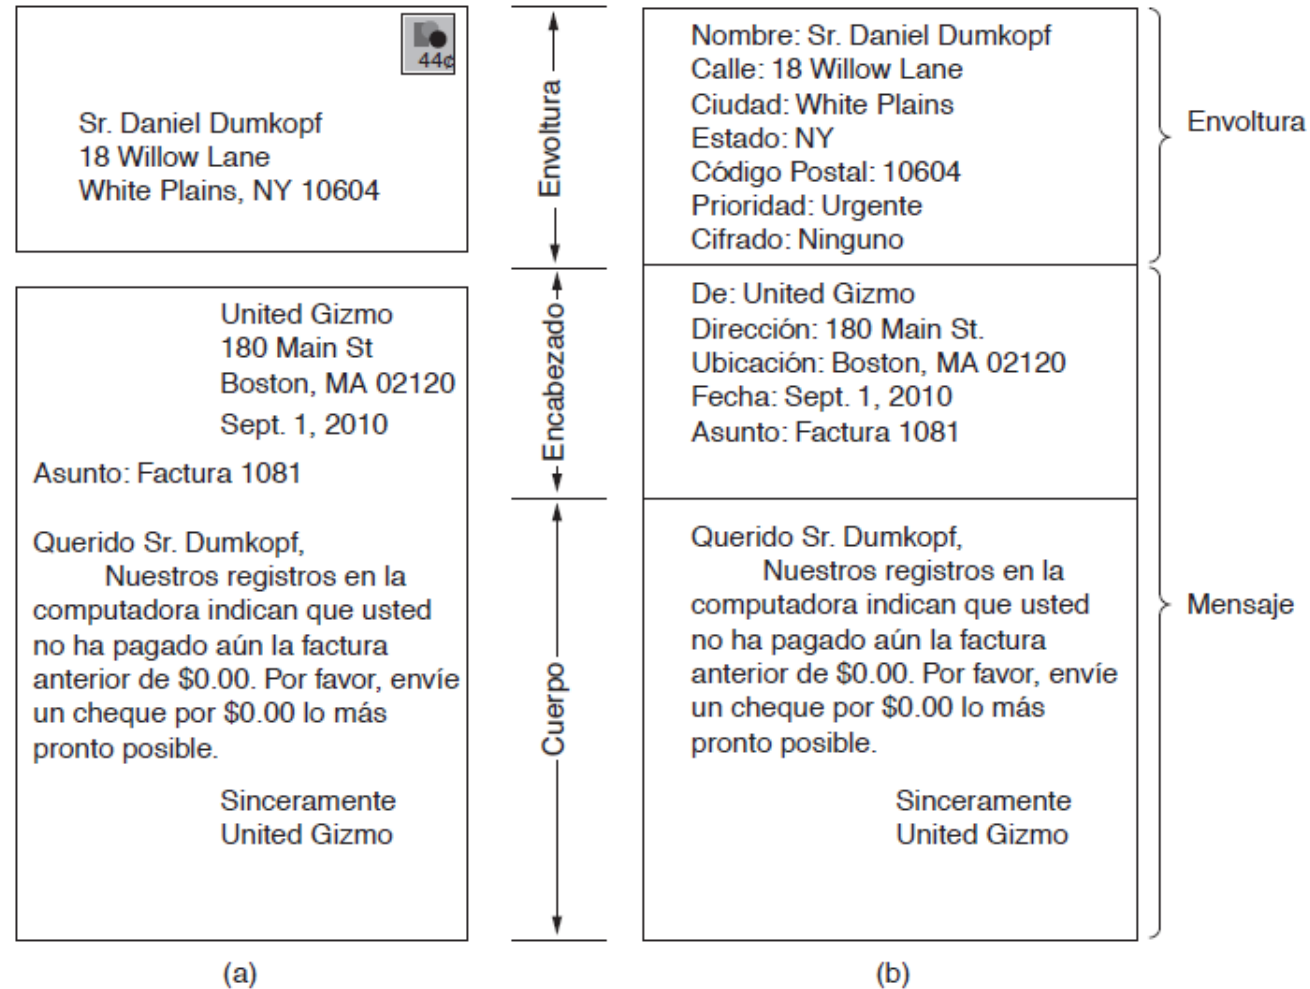 44¢
Sr. Daniel Dumkopf
18 Willow Lane
White Plains, NY 10604
United Gizmo
180 Main St
Boston, MA 02120
Sept. 1, 2010
Asunto: Factura 1081
Querido Sr. Dumkopf,
Nuestros registros en la
computadora indican que usted
no ha pagado aún la factura
anterior de $0.00. Por favor, envíe
un cheque por $0.00 lo más
pronto posible.
Sinceramente
United Gizmo
(a)
Envoltura
Encabezado
Cuerpo
Nombre: Sr. Daniel Dumkopf
Calle: 18 Willow Lane
Ciudad: White Plains
Estado: NY
Código Postal: 10604
Prioridad: Urgente
Cifrado: Ninguno
De: United Gizmo
Dirección: 180 Main St.
Ubicación: Boston, MA 02120
Fecha: Sept. 1, 2010
Asunto: Factura 1081
Querido Sr. Dumkopf,
Nuestros registros en la
computadora indican que usted
no ha pagado aún la factura
anterior de $0.00. Por favor, envíe
un cheque por $0.00 lo más
pronto posible.
Sinceramente
United Gizmo
(b)
Envoltura
Mensaje